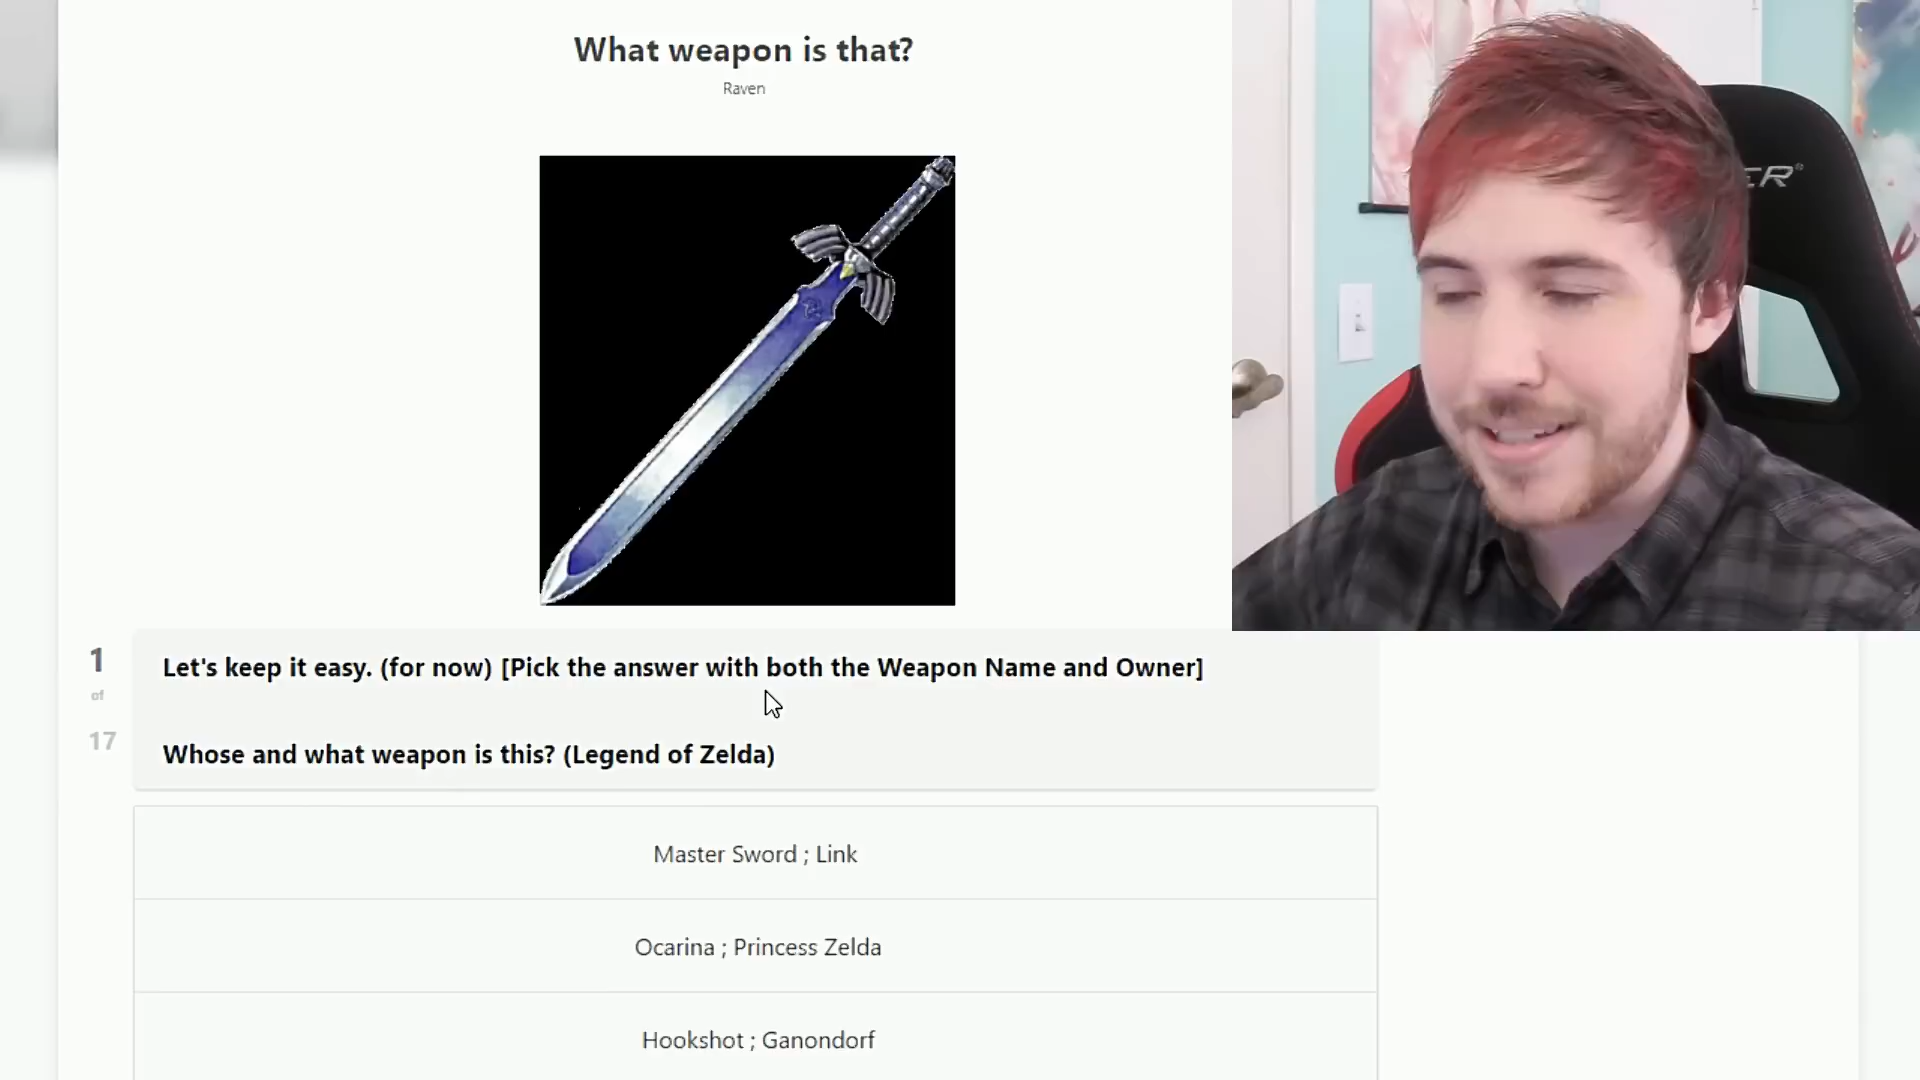 What weapon is that?
Raven
1
of
17
Let's keep it easy. (for now) [Pick the answer with both the Weapon Name and Owner]
Whose and what weapon is this? (Legend of Zelda)
Master Sword ; Link
Ocarina ; Princess Zelda
Hookshot ; Ganondorf